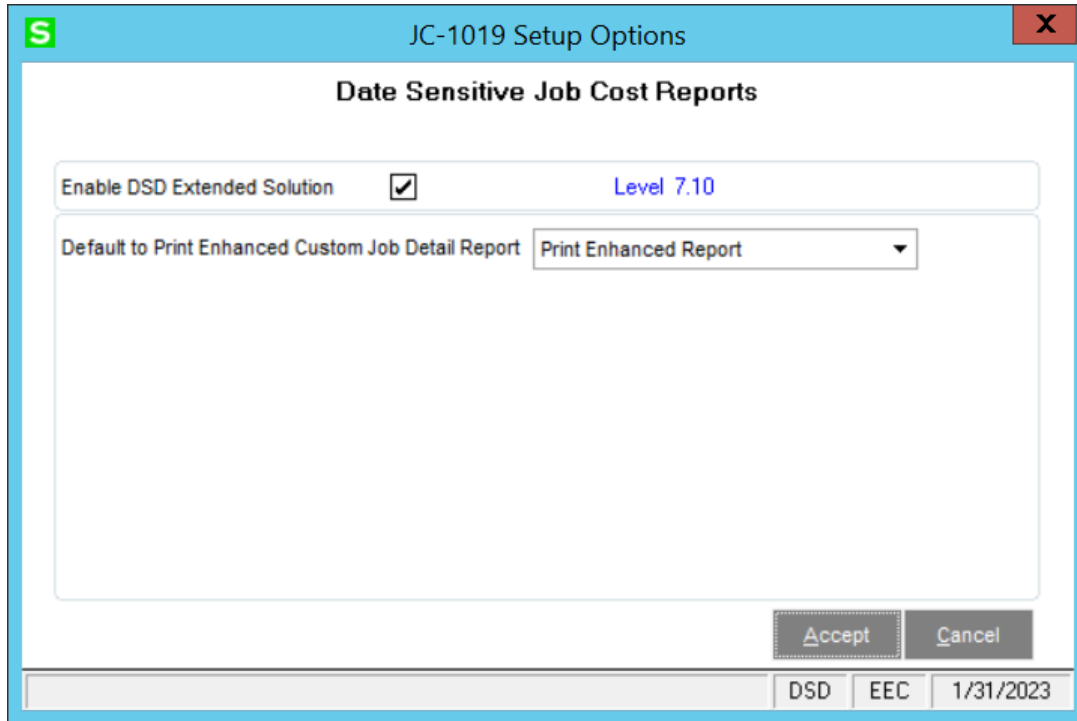 S
JC-1019 Setup Options
X
Date Sensitive Job Cost Reports
Enable DSD Extended Solution Level 7.10
Default to Print Enhanced Custom Job Detail Report Print Enhanced Report
Accept Cancel
DSD EEC 1/31/2023